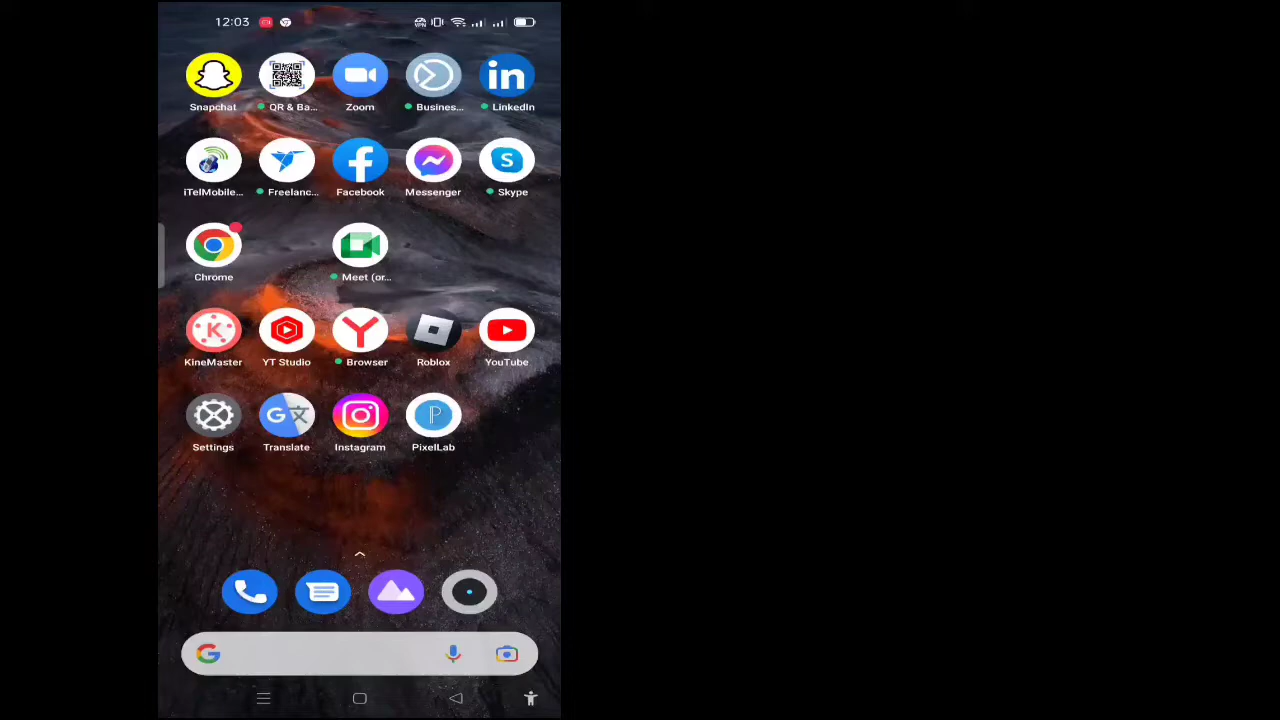 12:03
VPN
Snapchat
QR & Ba...
Zoom
Busines...
LinkedIn
iTelMobile...
Freelanc...
Facebook
Messenger
Skype
Chrome
Meet (or...
KineMaster
YT Studio
Browser
Roblox
YouTube
Settings
Translate
Instagram
PixelLab